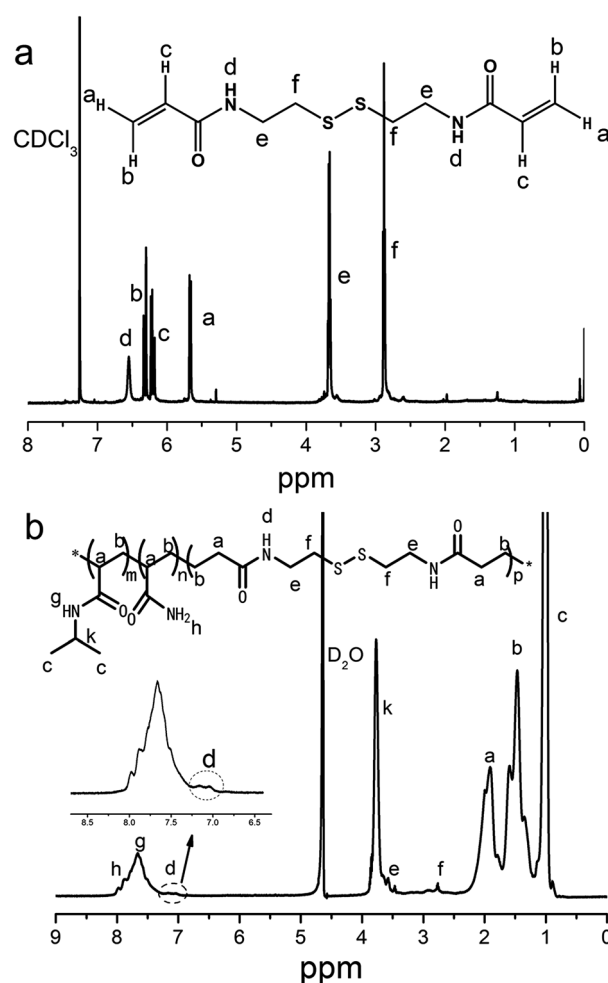 a
c
H
d
H
N
f
e
O
b
H
a H
H
b
O
e
S
S
f
N
H
d
H
c
H
a
CDCl3
e
f
b
c
a
d
8 7 6 5 4 3 2 1 0
ppm
b
* ( a b ) m ( a b ) n ( b a
O
d
H
N
e
f
S
S
f
e
N
H
O
a
b
) p *
g HN
O
O
NH2 h
k
c c
D2O
c
k
b
a
d
8.5 8.0 7.5 7.0 6.5
g
h
d
e
f
9 8 7 6 5 4 3 2 1 0
ppm